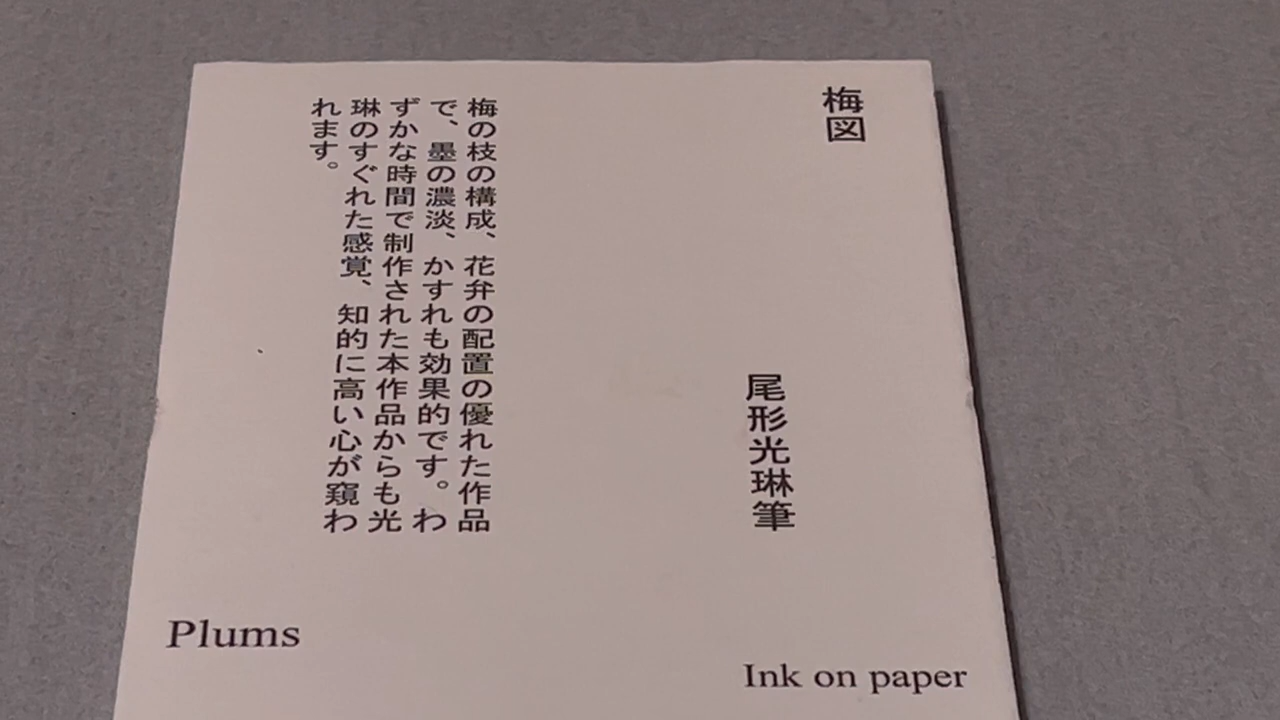 梅図
尾形光琳筆
梅の枝の構成、花弁の配置の優れた作品
で、墨の濃淡、かすれも効果的です。わ
ずかな時間で制作された本作品からも光
琳のすぐれた感覚、知的に高い心が窺わ
れます。
Plums
Ink on paper